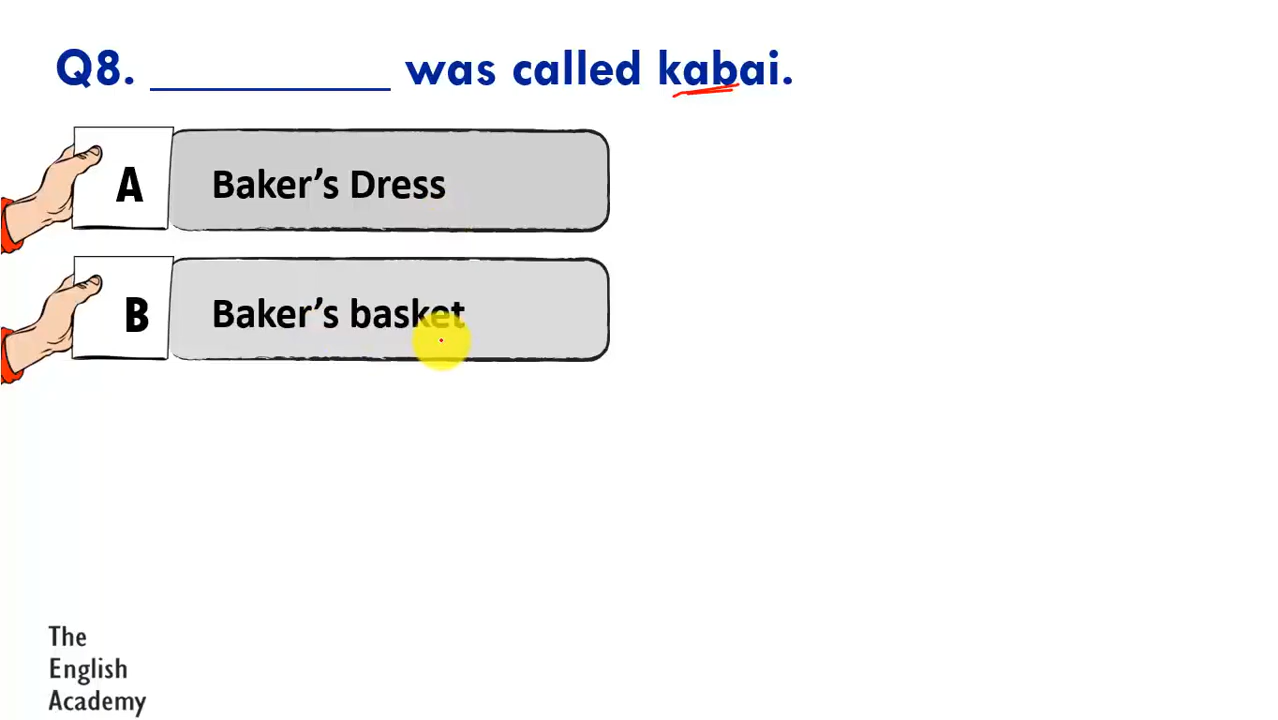 Q8. __________ was called kabai.
A Baker's Dress
B Baker's basket
The
English
Academy